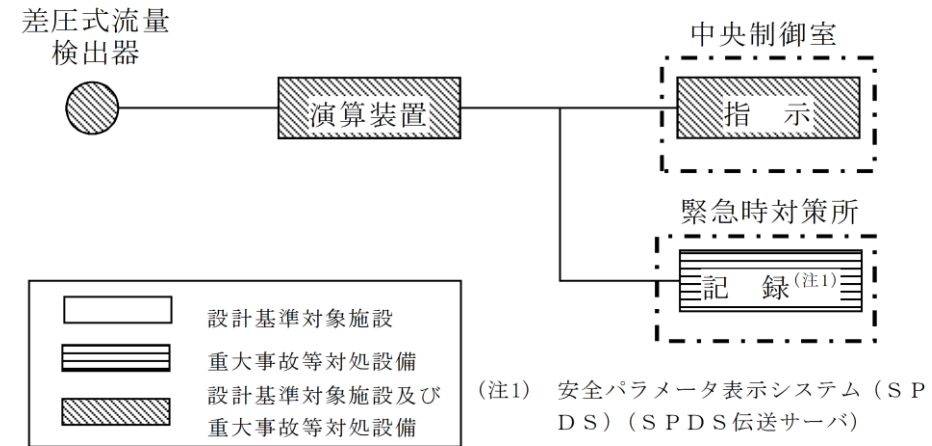 差圧式流量
検出器
演算装置
中央制御室
指　示
緊急時対策所
記　録(注1)
設計基準対象施設
重大事故等対処設備
設計基準対象施設及び
重大事故等対処設備
(注1)　安全パラメータ表示システム（ＳＰ
ＤＳ）（ＳＰＤＳ伝送サーバ）